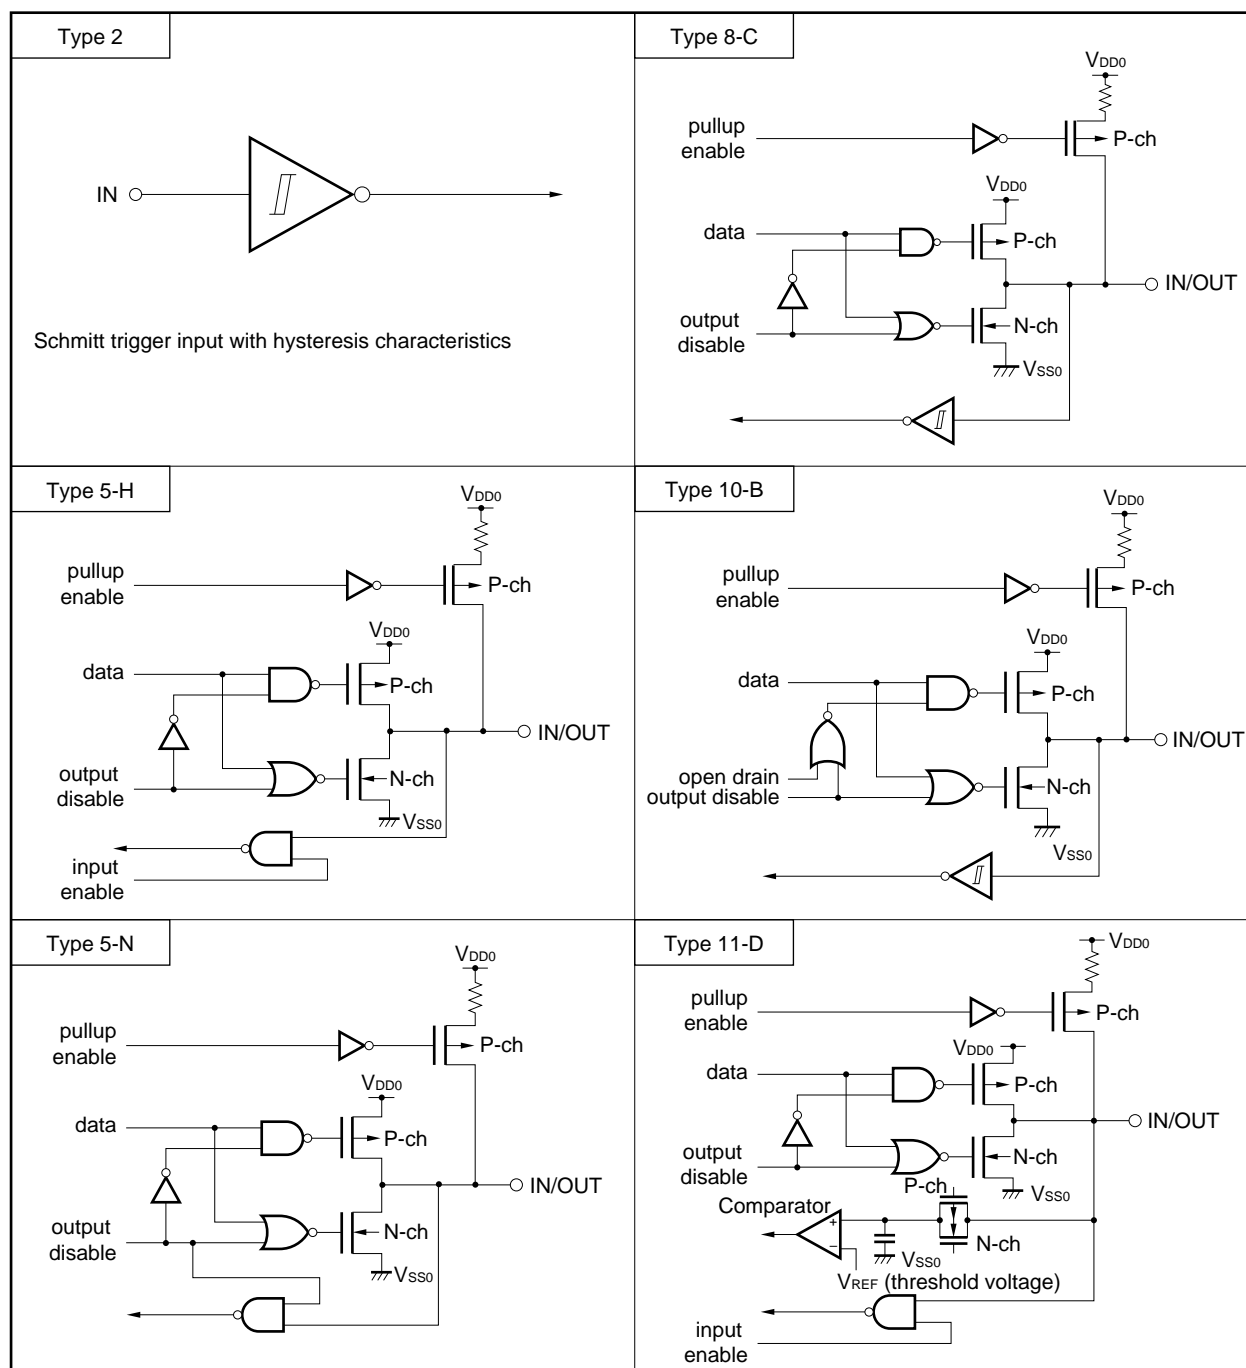 Type 2
IN
Schmitt trigger input with hysteresis characteristics
Type 8-C
VDD0
pullup
enable
P-ch
VDD0
data
P-ch
IN/OUT
output
disable
N-ch
VSS0
Type 5-H
VDD0
pullup
enable
P-ch
VDD0
data
P-ch
IN/OUT
output
disable
N-ch
VSS0
input
enable
Type 10-B
VDD0
pullup
enable
P-ch
VDD0
data
P-ch
IN/OUT
open drain
output disable
N-ch
VSS0
Type 5-N
VDD0
pullup
enable
P-ch
VDD0
data
P-ch
IN/OUT
output
disable
N-ch
VSS0
Type 11-D
VDD0
pullup
enable
P-ch
VDD0
data
P-ch
IN/OUT
output
disable
N-ch
P-ch
VSS0
Comparator
+
−
N-ch
VSS0
VREF (threshold voltage)
input
enable